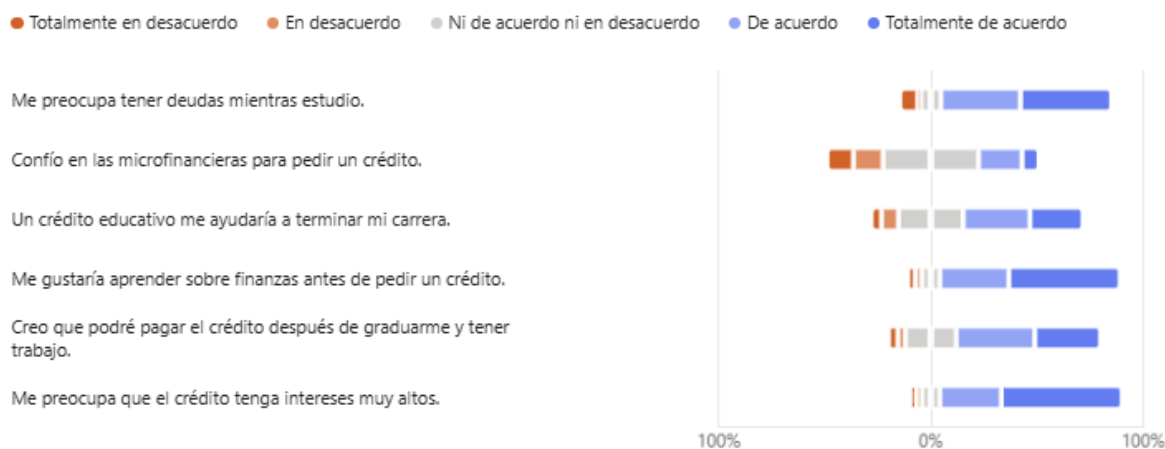 Totalmente en desacuerdo En desacuerdo Ni de acuerdo ni en desacuerdo De acuerdo Totalmente de acuerdo
Me preocupa tener deudas mientras estudio.
Confío en las microfinancieras para pedir un crédito.
Un crédito educativo me ayudaría a terminar mi carrera.
Me gustaría aprender sobre finanzas antes de pedir un crédito.
Creo que podré pagar el crédito después de graduarme y tener
trabajo.
Me preocupa que el crédito tenga intereses muy altos.
100% 0% 100%